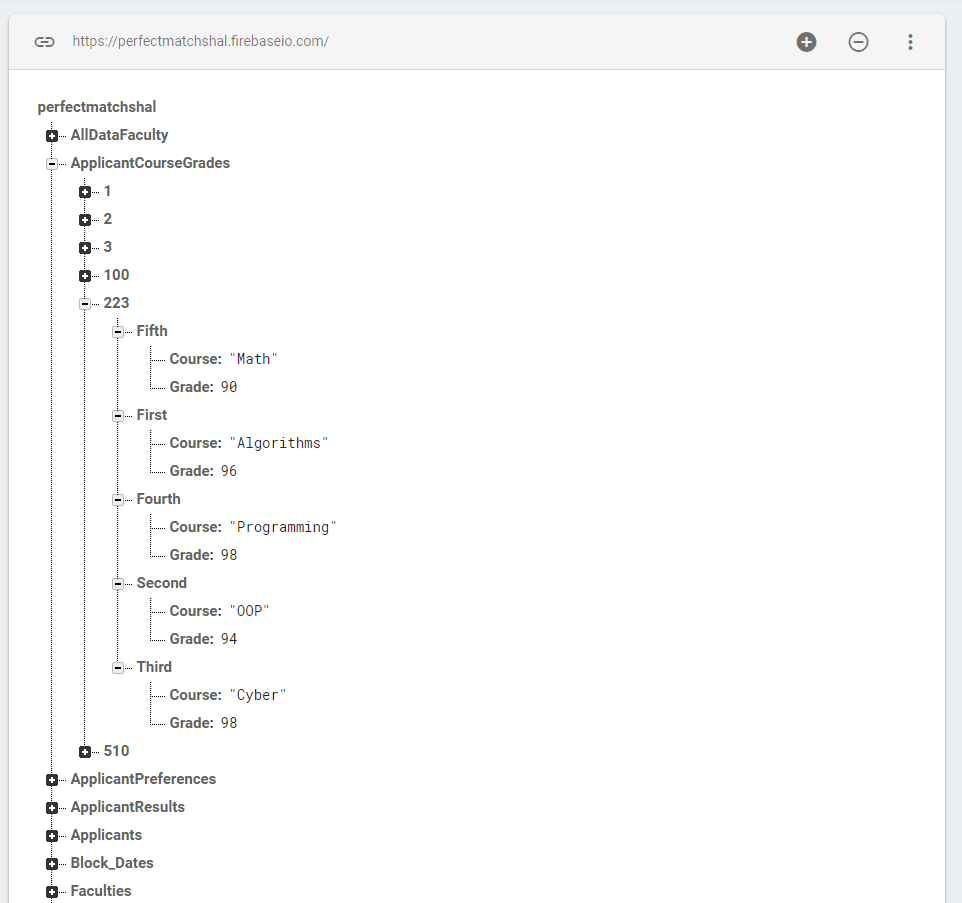 https://perfectmatchshal.firebaseio.com/
perfectmatchshal
AllDataFaculty
ApplicantCourseGrades
1
2
3
100
223
Fifth
Course: "Math"
Grade: 90
First
Course: "Algorithms"
Grade: 96
Fourth
Course: "Programming"
Grade: 98
Second
Course: "OOP"
Grade: 94
Third
Course: "Cyber"
Grade: 98
510
ApplicantPreferences
ApplicantResults
Applicants
Block_Dates
Faculties